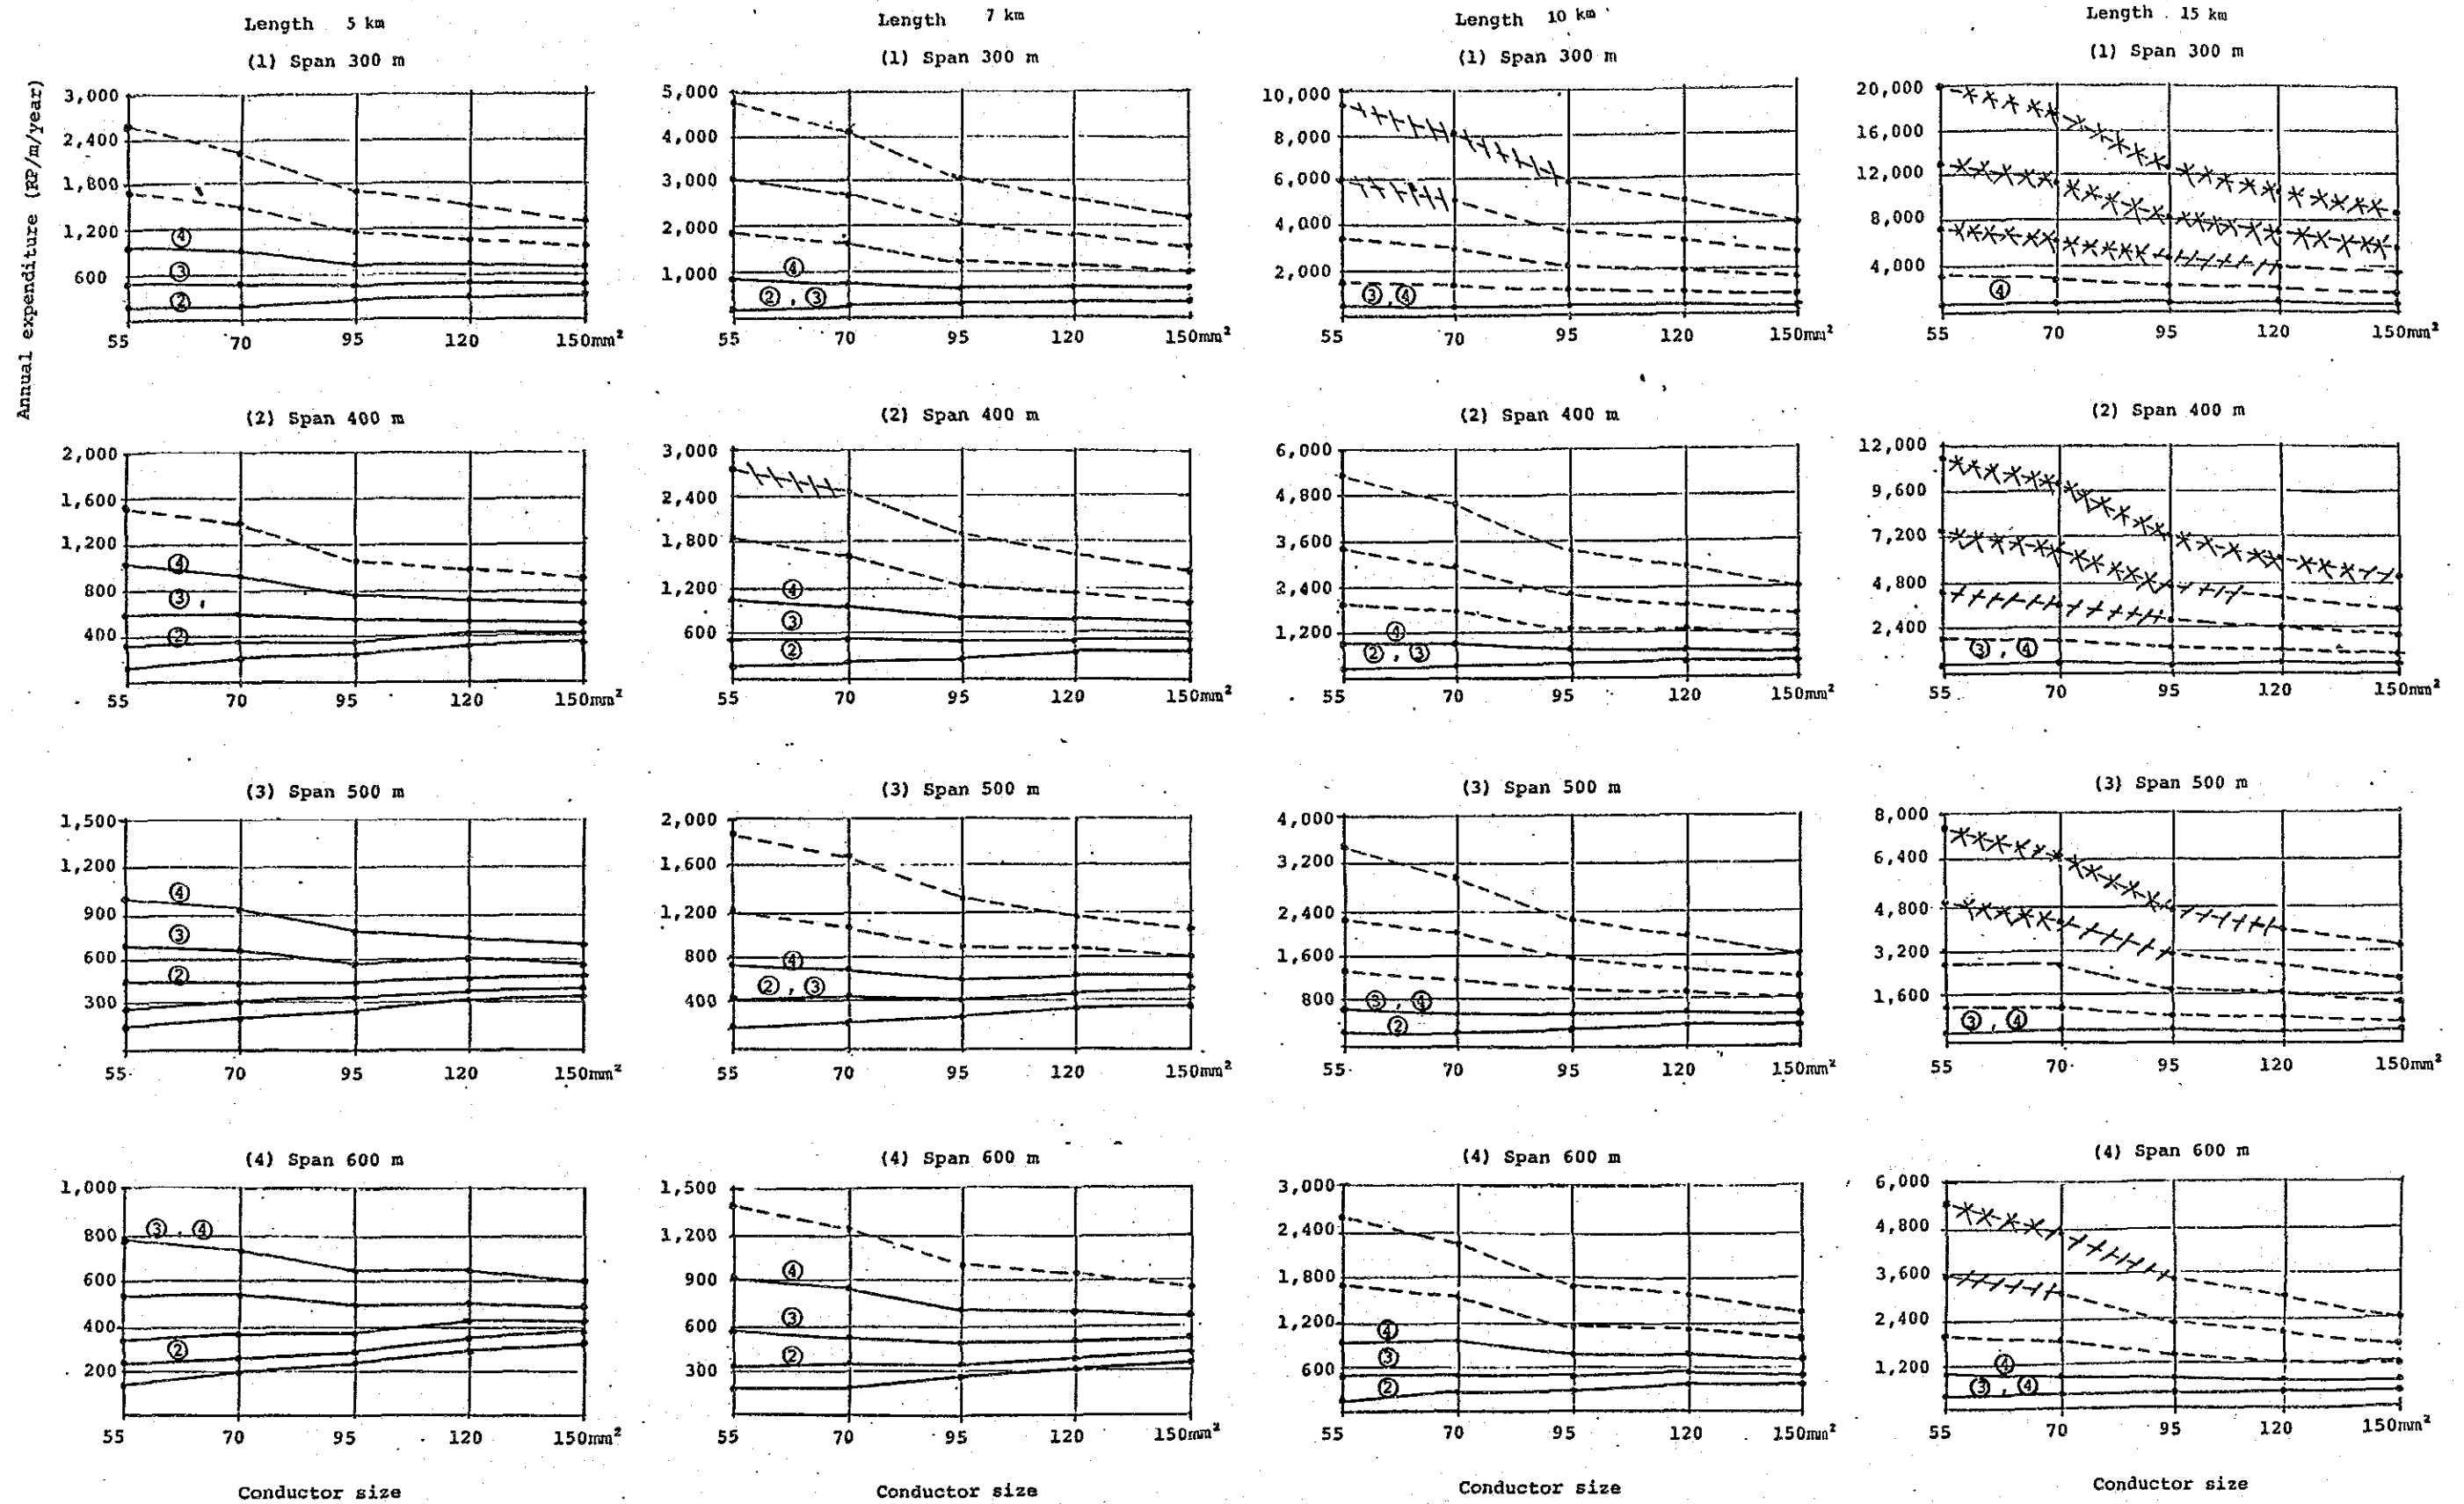 Length 5 km
(1) Span 300 m
Annual expenditure (RP/m/year)
3,000
2,400
1,800
1,200
600
④
③
②
55 70 95 120 150mm²
(2) Span 400 m
2,000
1,600
1,200
800
400
④
③
②
55 70 95 120 150mm²
(3) Span 500 m
1,500
1,200
900
600
300
④
③
②
55 70 95 120 150mm²
(4) Span 600 m
1,000
800
600
400
200
③ , ④
②
55 70 95 120 150mm²
Conductor size
Length 7 km
(1) Span 300 m
5,000
4,000
3,000
2,000
1,000
④
② , ③
55 70 95 120 150mm²
(2) Span 400 m
3,000
2,400
1,800
1,200
600
④
③
②
55 70 95 120 150mm²
(3) Span 500 m
2,000
1,600
1,200
800
400
④
② , ③
55 70 95 120 150mm²
(4) Span 600 m
1,500
1,200
900
600
300
④
③
②
55 70 95 120 150mm²
Conductor size
Length 10 km
(1) Span 300 m
10,000
8,000
6,000
4,000
2,000
③ , ④
55 70 95 120 150mm²
(2) Span 400 m
6,000
4,800
3,600
2,400
1,200
④
② , ③
55 70 95 120 150mm²
(3) Span 500 m
4,000
3,200
2,400
1,600
800
③ , ④
②
55 70 95 120 150mm²
(4) Span 600 m
3,000
2,400
1,800
1,200
600
④
③
②
55 70 95 120 150mm²
Conductor size
Length 15 km
(1) Span 300 m
20,000
16,000
12,000
8,000
4,000
④
55 70 95 120 150mm²
(2) Span 400 m
12,000
9,600
7,200
4,800
2,400
③ , ④
55 70 95 120 150mm²
(3) Span 500 m
8,000
6,400
4,800
3,200
1,600
③ , ④
55 70 95 120 150mm²
(4) Span 600 m
6,000
4,800
3,600
2,400
1,200
④
③ , ④
55 70 95 120 150mm²
Conductor size